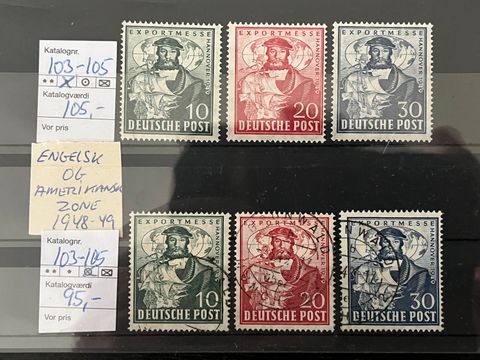 Katalognr.
103-105
Katalogværdi
105,-
Vor pris
ENGELSK
OG
AMERIKANSK
ZONE
1948-49
Katalognr.
103-105
Katalogværdi
95,-
Vor pris
EXPORTMESSE HANNOVER 1949
10
DEUTSCHE POST
EXPORTMESSE HANNOVER 1949
20
DEUTSCHE POST
EXPORTMESSE HANNOVER 1949
30
DEUTSCHE POST
EXPORTMESSE HANNOVER 1949
10
DEUTSCHE POST
EXPORTMESSE HANNOVER 1949
20
DEUTSCHE POST
EXPORTMESSE HANNOVER 1949
30
DEUTSCHE POST